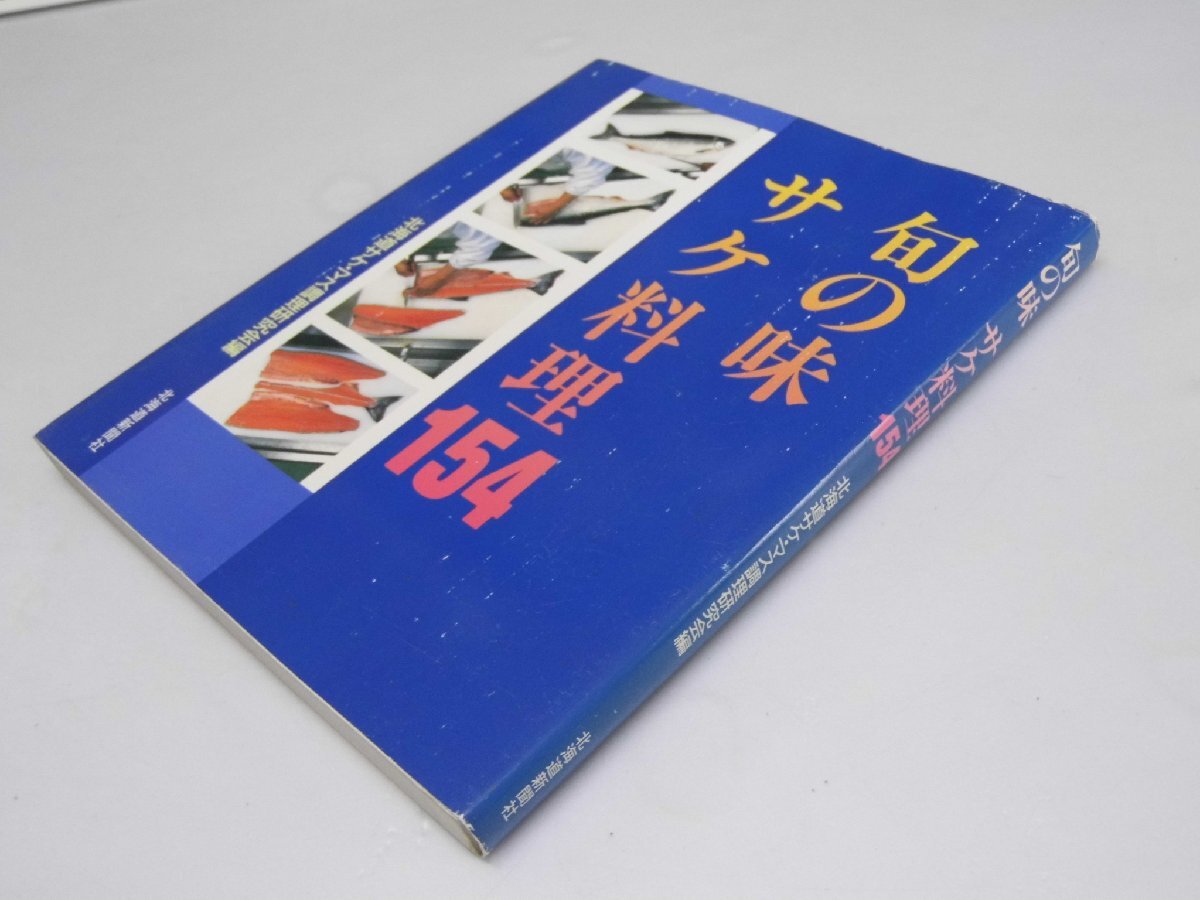 旬の味
サケ料理154
北海道サケ・マス調理研究会編
北海道新聞社
旬の味 サケ料理154
北海道サケ・マス調理研究会編
北海道新聞社